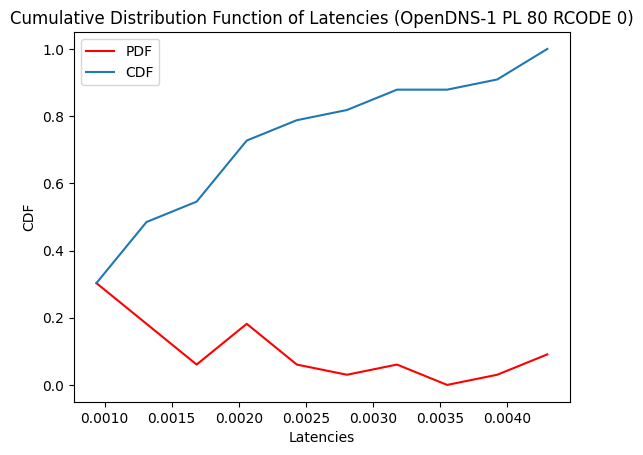 Cumulative Distribution Function of Latencies (OpenDNS-1 PL 80 RCODE 0)
PDF
CDF
1.0
0.8
0.6
0.4
0.2
0.0
CDF
0.0010 0.0015 0.0020 0.0025 0.0030 0.0035 0.0040
Latencies